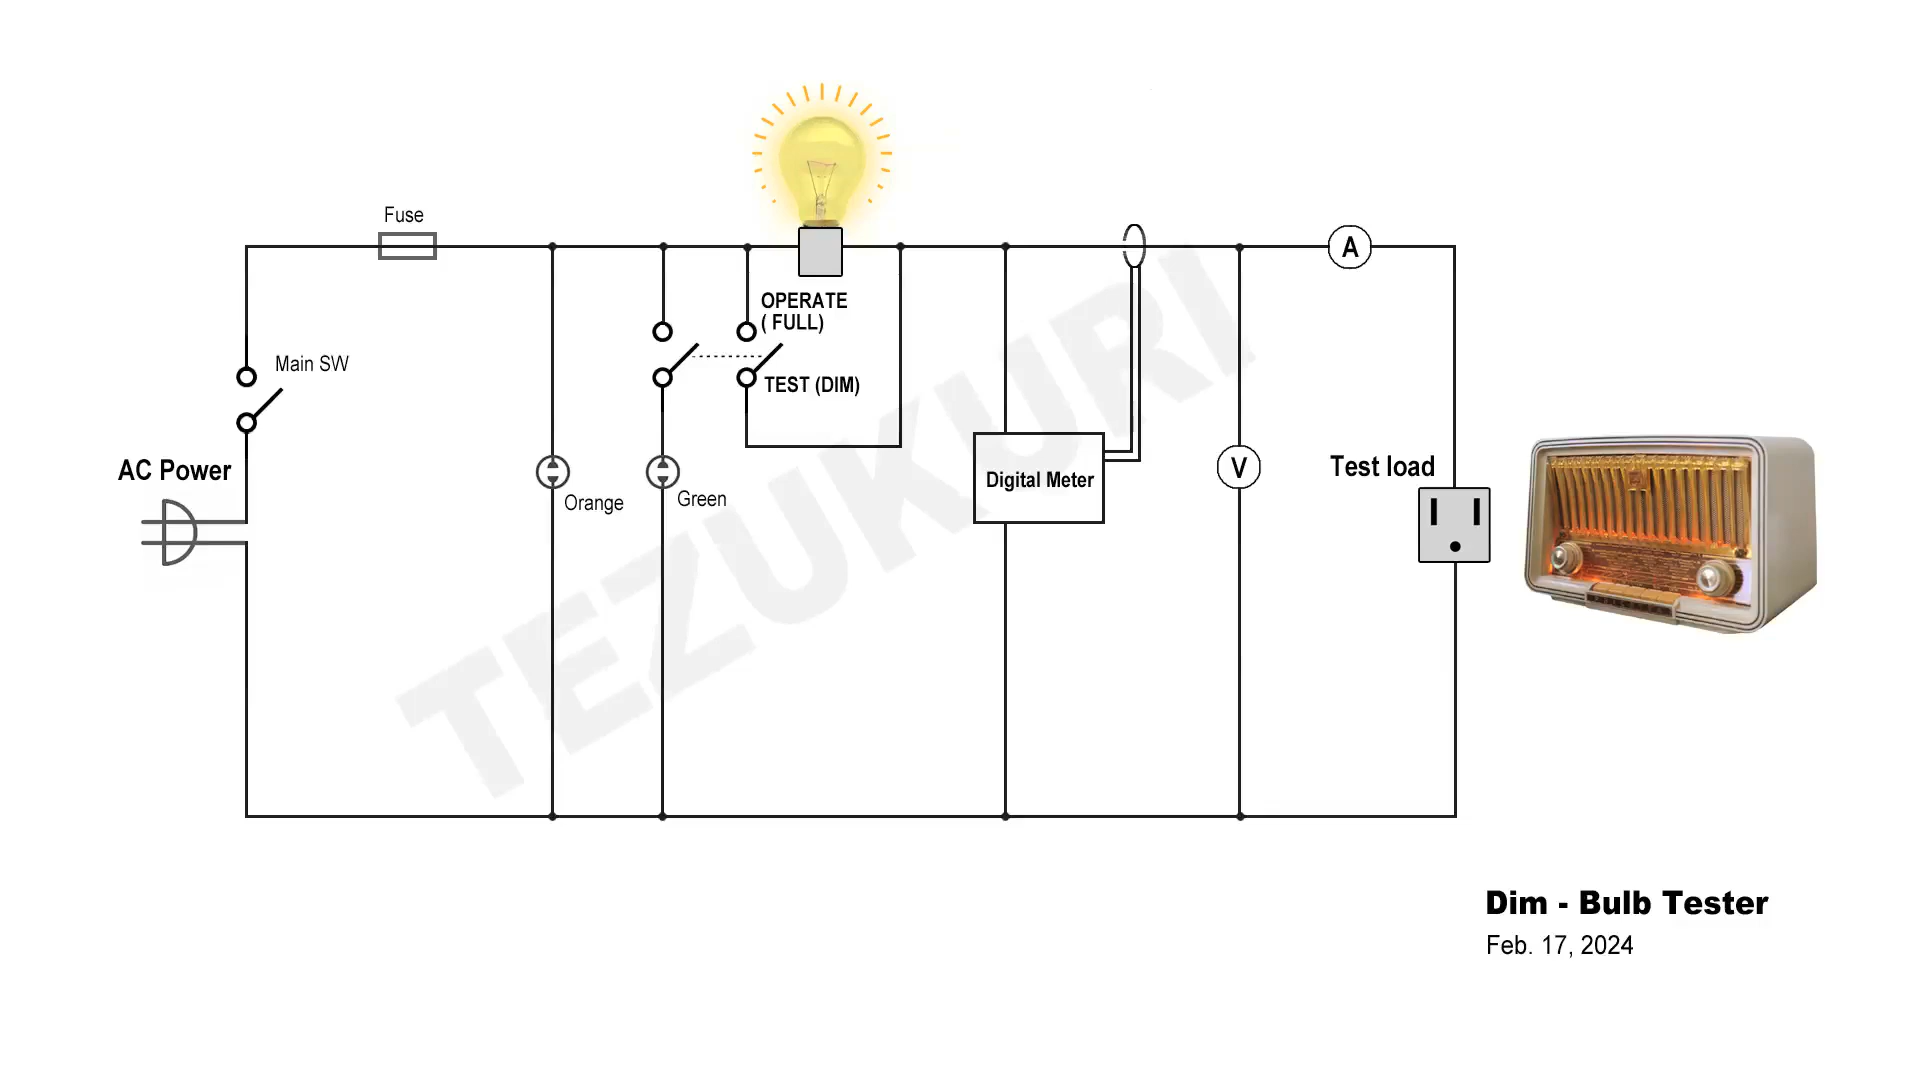 Fuse
OPERATE
( FULL)
Main SW
TEST (DIM)
AC Power
Orange
Green
Digital Meter
A
V
Test load
TEZUKURI
Dim - Bulb Tester
Feb. 17, 2024